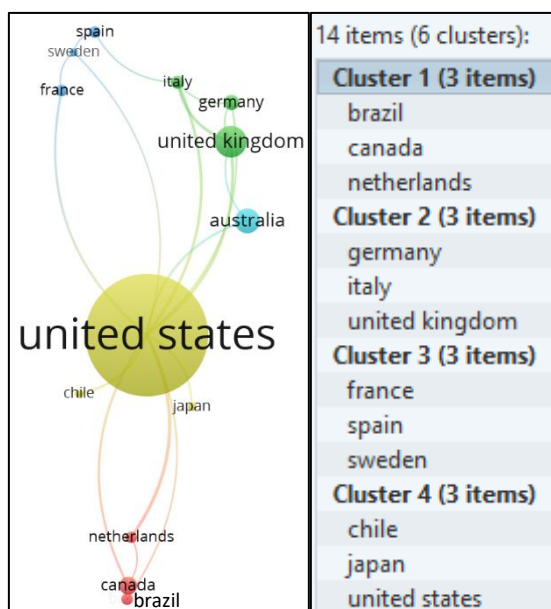 spain
sweden
france
italy
germany
united kingdom
australia
united states
chile
japan
netherlands
canada
brazil
14 items (6 clusters):
Cluster 1 (3 items)
brazil
canada
netherlands
Cluster 2 (3 items)
germany
italy
united kingdom
Cluster 3 (3 items)
france
spain
sweden
Cluster 4 (3 items)
chile
japan
united states